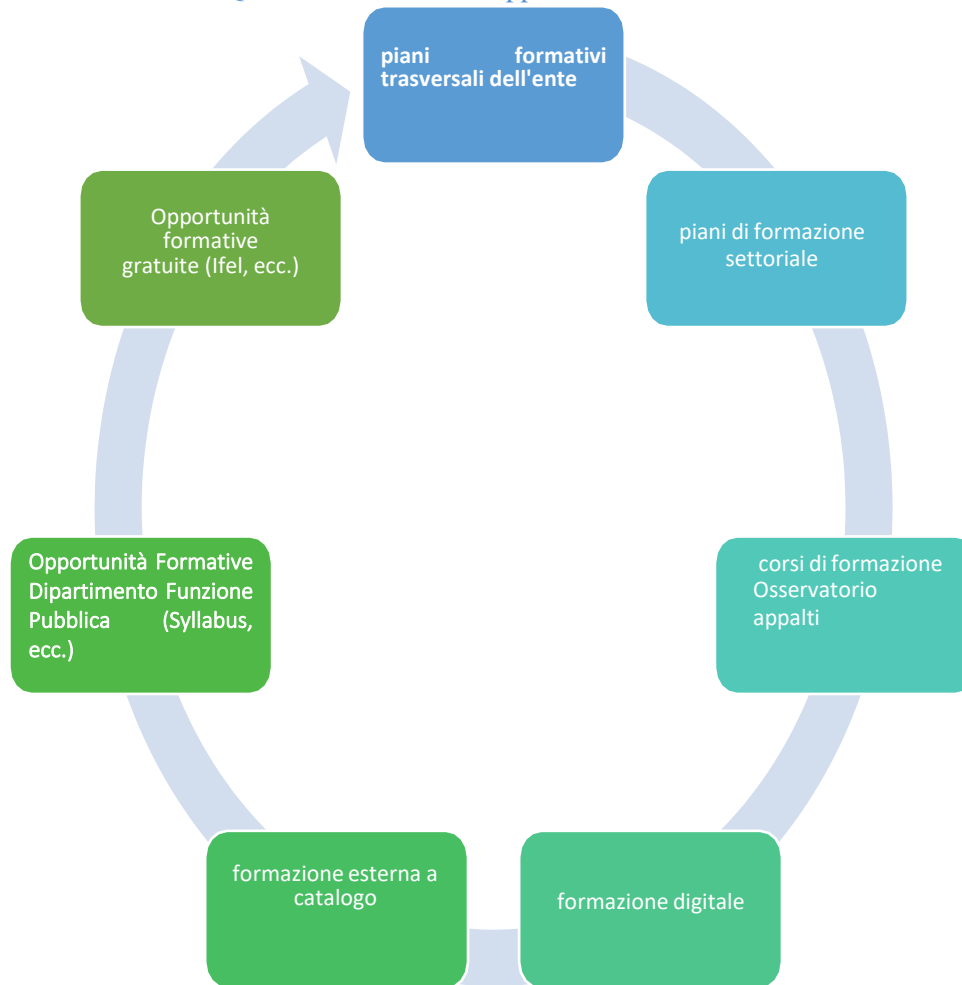 piani formativi
trasversali dell'ente
piani di formazione
settoriale
corsi di formazione
Osservatorio
appalti
formazione digitale
formazione esterna a
catalogo
Opportunità Formative
Dipartimento Funzione
Pubblica (Syllabus,
ecc.)
Opportunità
formative
gratuite (Ifel, ecc.)